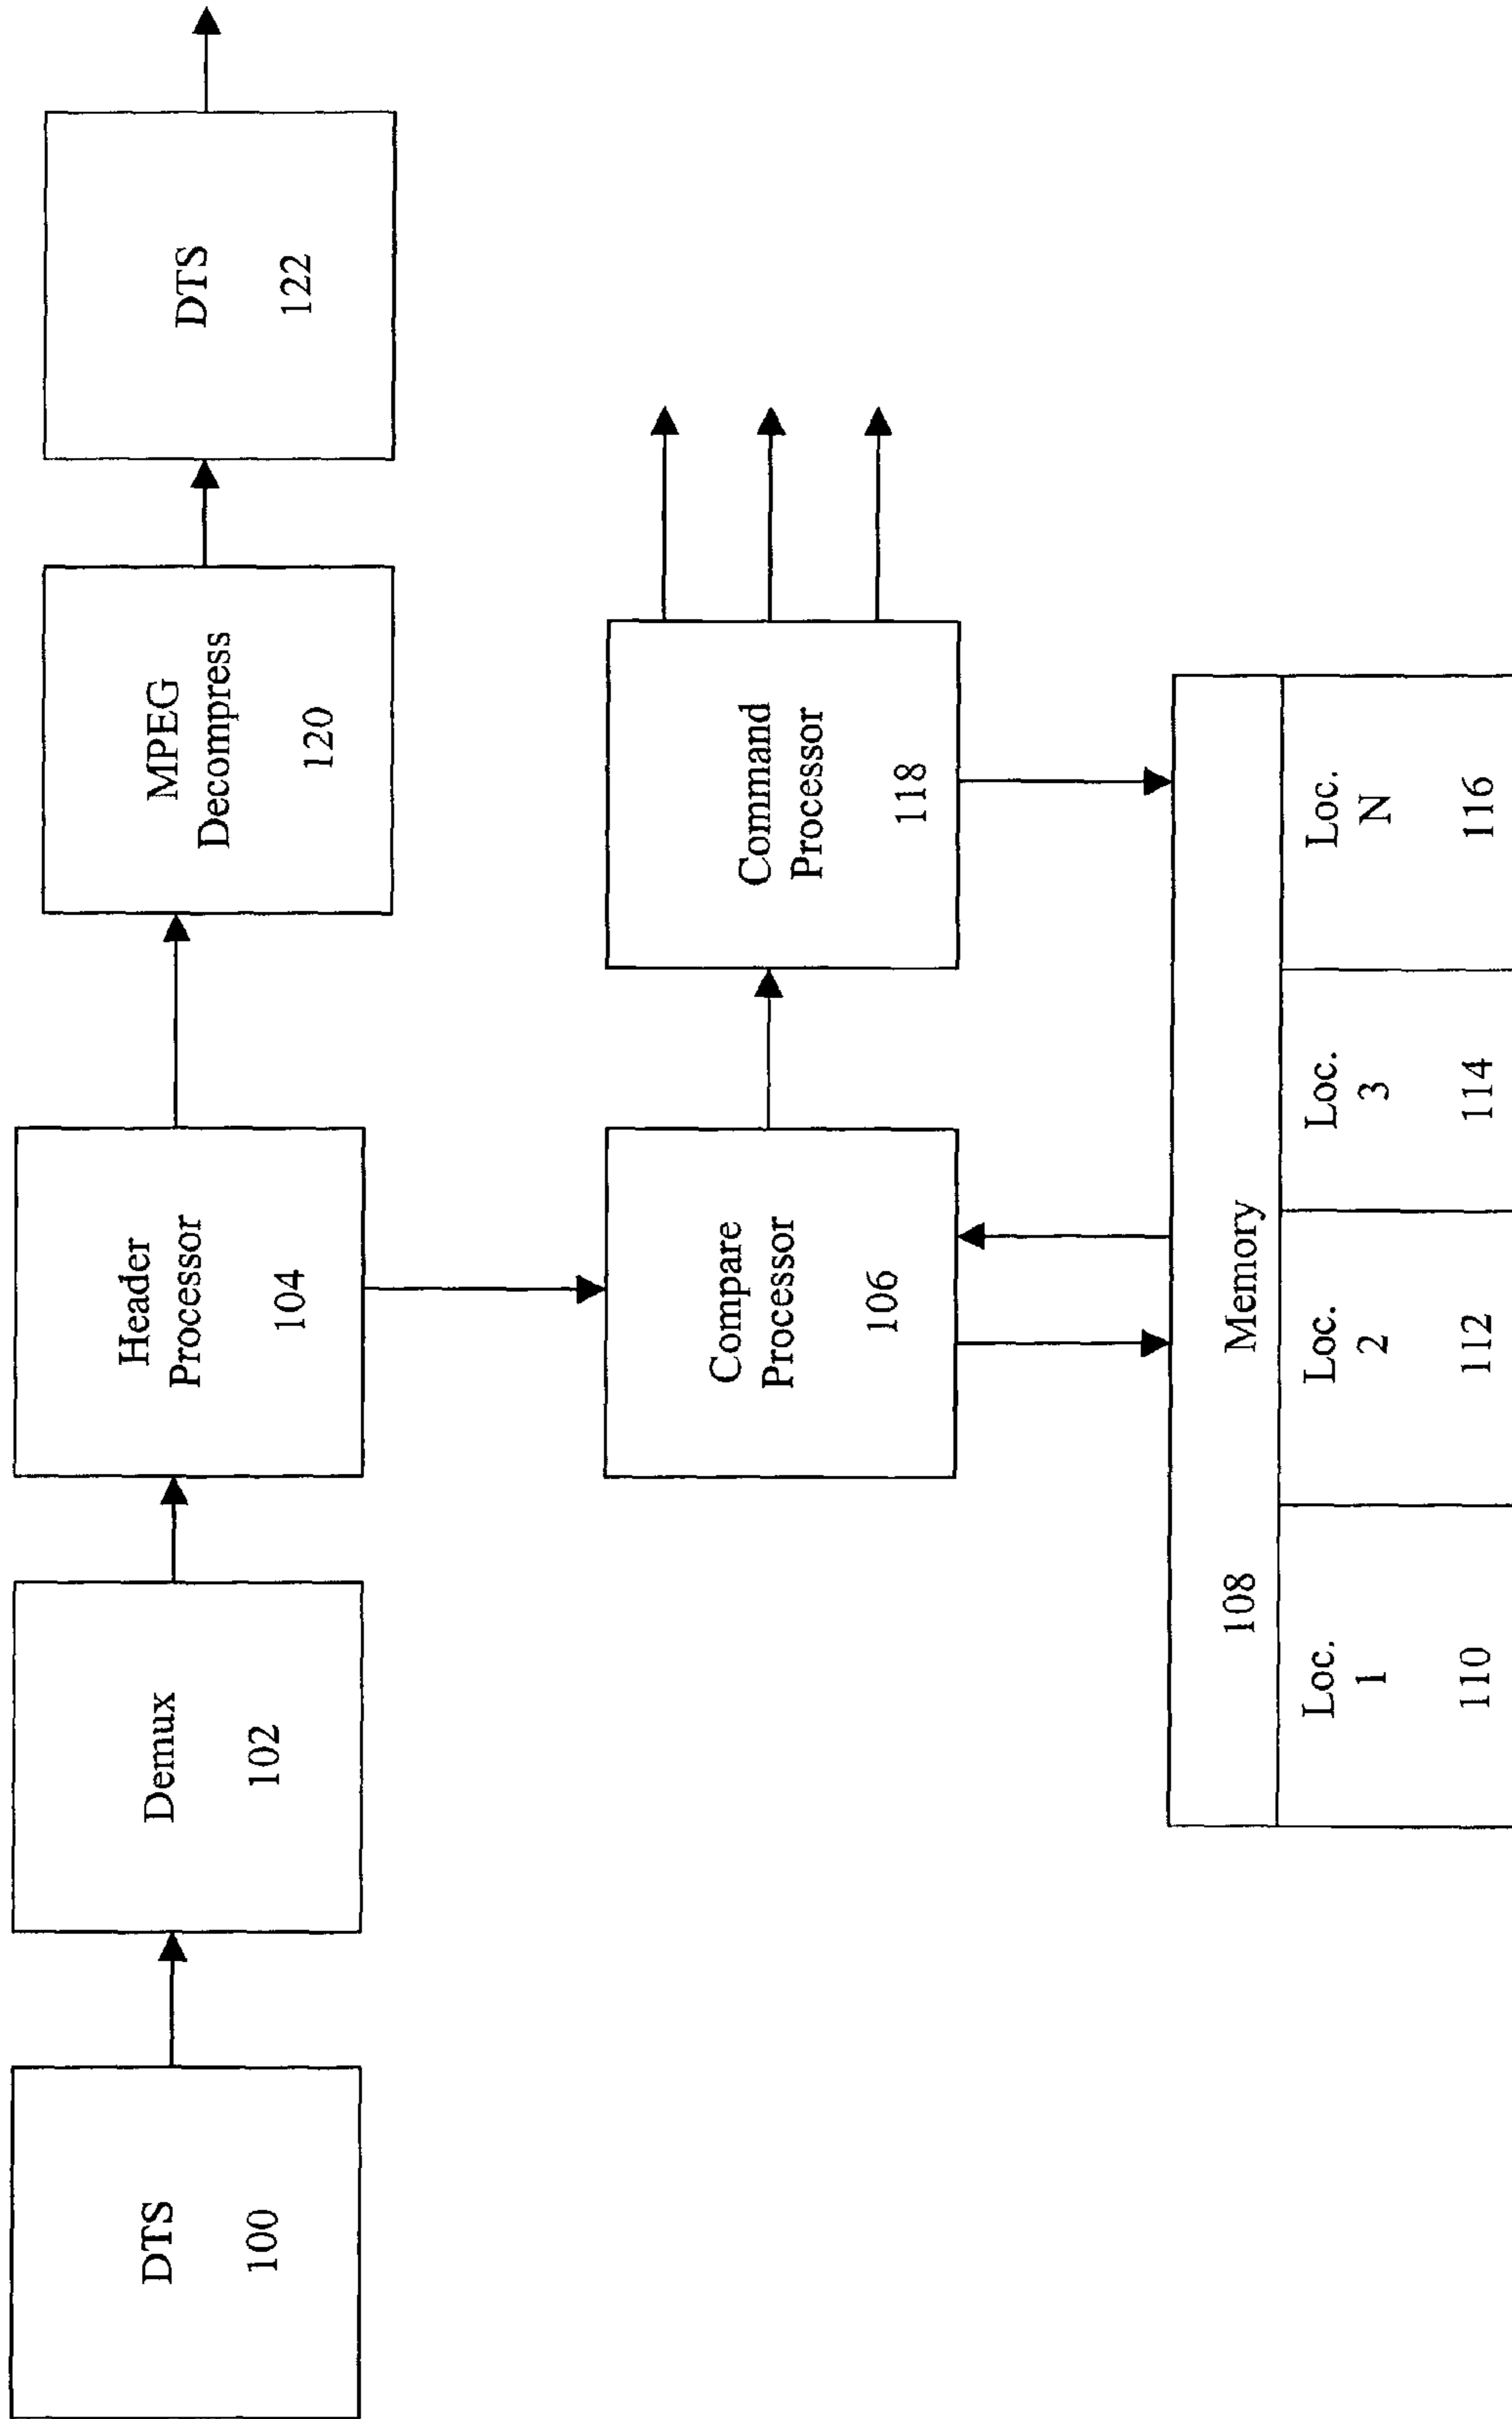 DTS
100
Demux
102
Header
Processor
104
MPEG
Decompress
120
DTS
122
Compare
Processor
106
Command
Processor
118
108
Memory
Loc.
1
110
Loc.
2
112
Loc.
3
114
Loc.
N
116